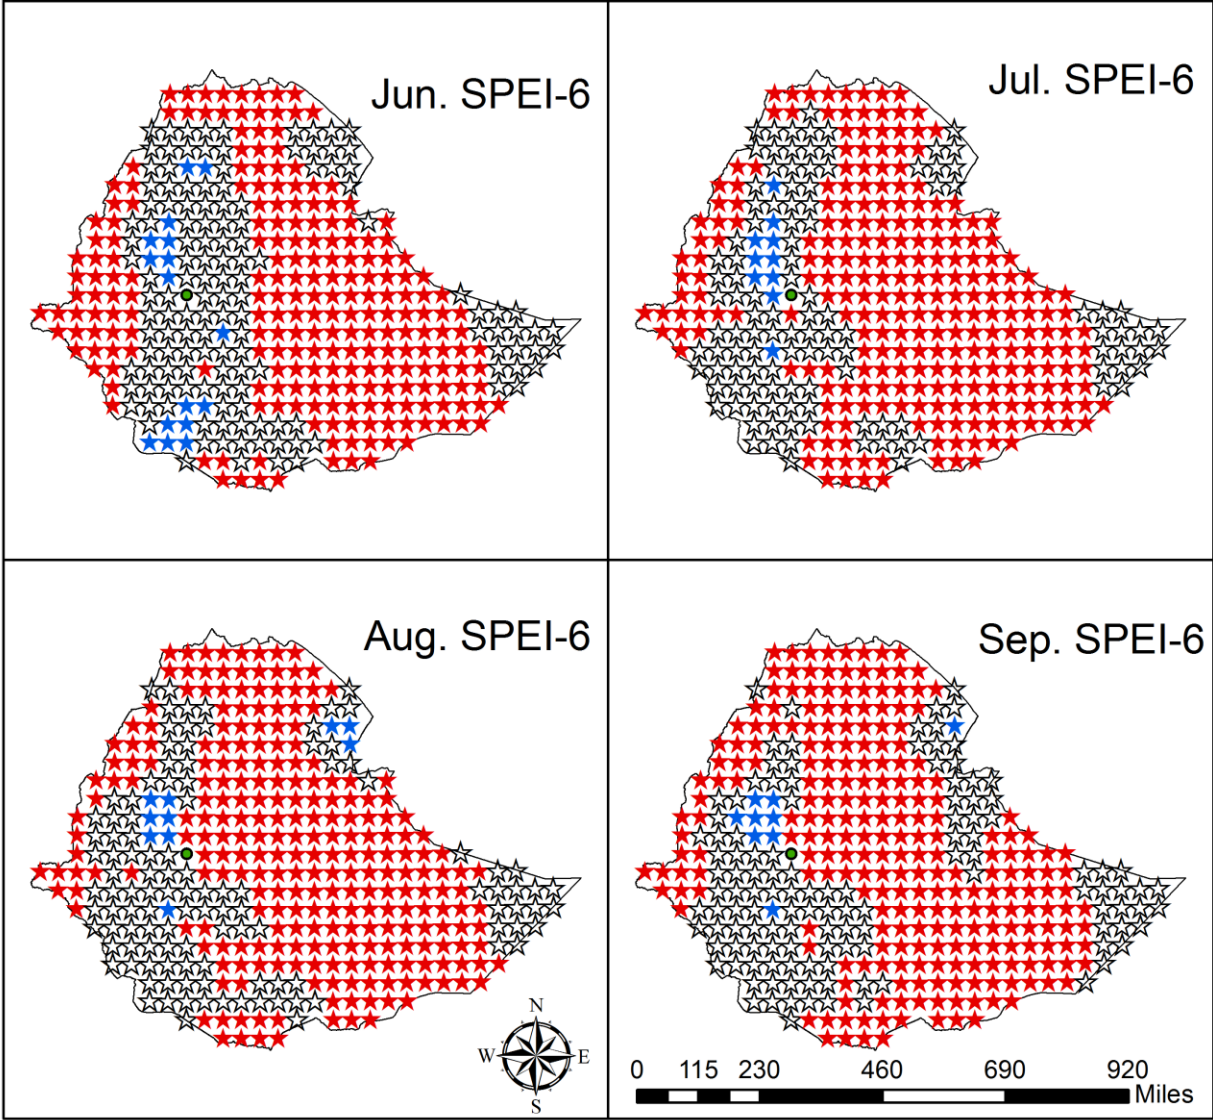 Jun. SPEI-6
Jul. SPEI-6
Aug. SPEI-6
Sep. SPEI-6
N
W E
S
0 115 230 460 690 920
Miles